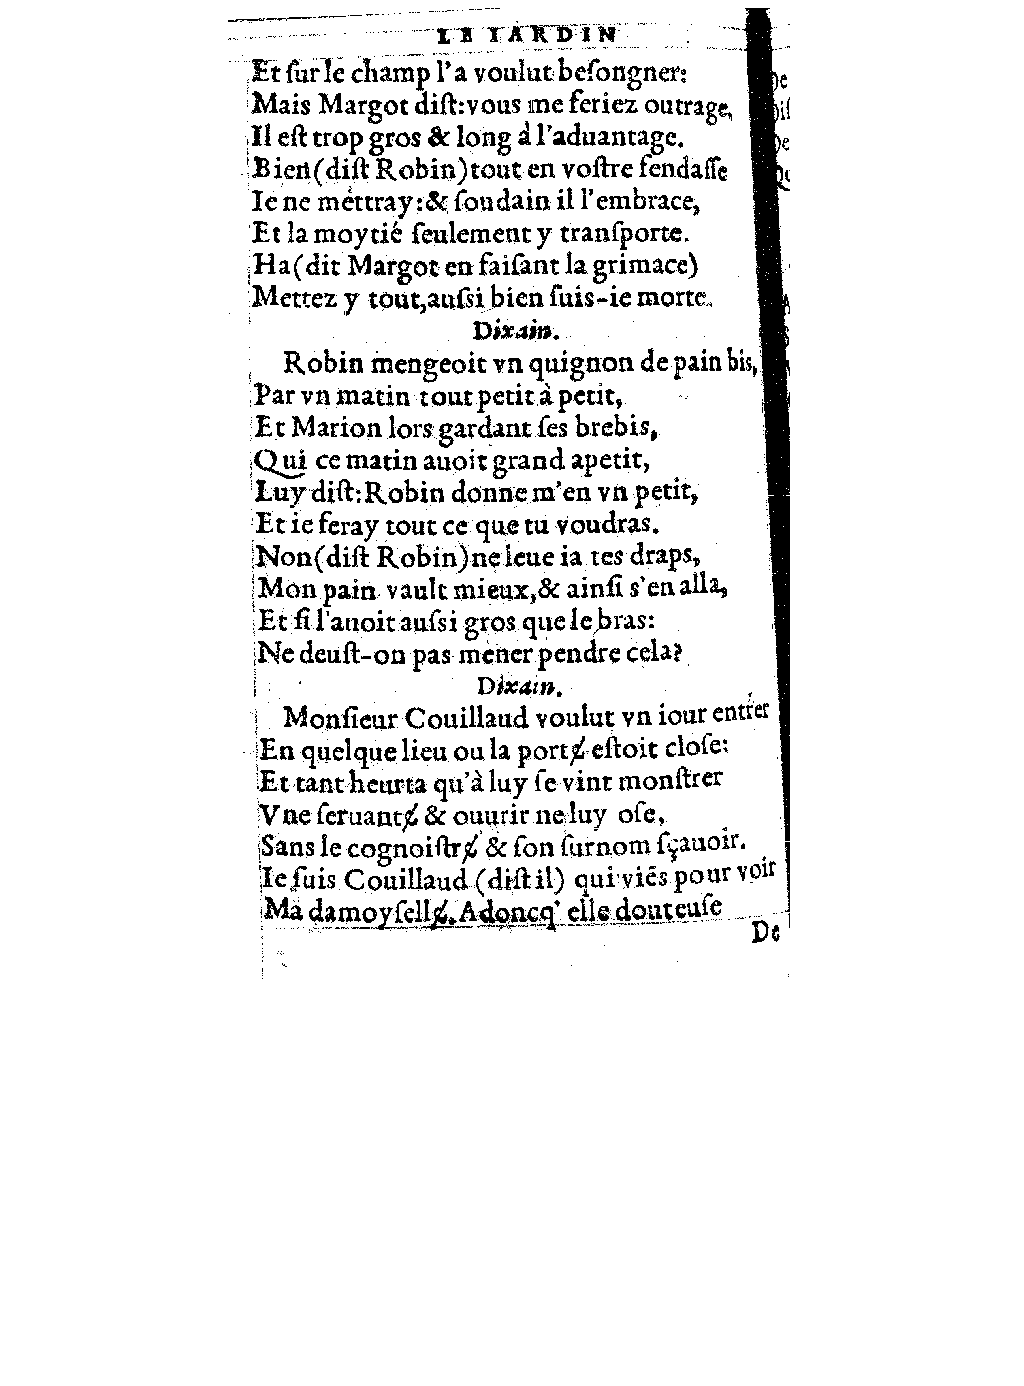 LE IARDIN
Et ſur le champ l'a voulut beſongner:
Mais Margot diſt: vous me feriez outrage,
Il eſt trop gros & long à l'aduantage.
Bien (diſt Robin) tout en voſtre fendaſſe
Ie ne mettray: & ſoudain il l'embrace,
Et la moytié ſeulement y tranſporte.
Ha (dit Margot en faiſant la grimace)
Mettez y tout, auſsi bien ſuis-ie morte.
Dixain.
Robin mengeoit vn quignon de pain bis,
Par vn matin tout petit à petit,
Et Marion lors gardant ſes brebis,
Qui ce matin auoit grand apetit,
Luy diſt: Robin donne m'en vn petit,
Et ie feray tout ce que tu voudras.
Non (diſt Robin) ne leue ia tes draps,
Mon pain vault mieux, & ainſi s'en alla,
Et ſi l'auoit auſsi gros que le bras:
Ne deuſt-on pas mener pendre cela?
Dixain.
Monſieur Couillaud voulut vn iour entrer
En quelque lieu ou la portɇ eſtoit cloſe:
Et tant heurta qu'à luy ſe vint monſtrer
Vne ſeruantɇ & ouurir ne luy oſe,
Sans le cognoiſtrɇ & ſon ſurnom ſçauoir.
Ie ſuis Couillaud (diſt il) qui viẽs pour voir
Ma damoyſellɇ. Adoncq' elle douteuſe
De